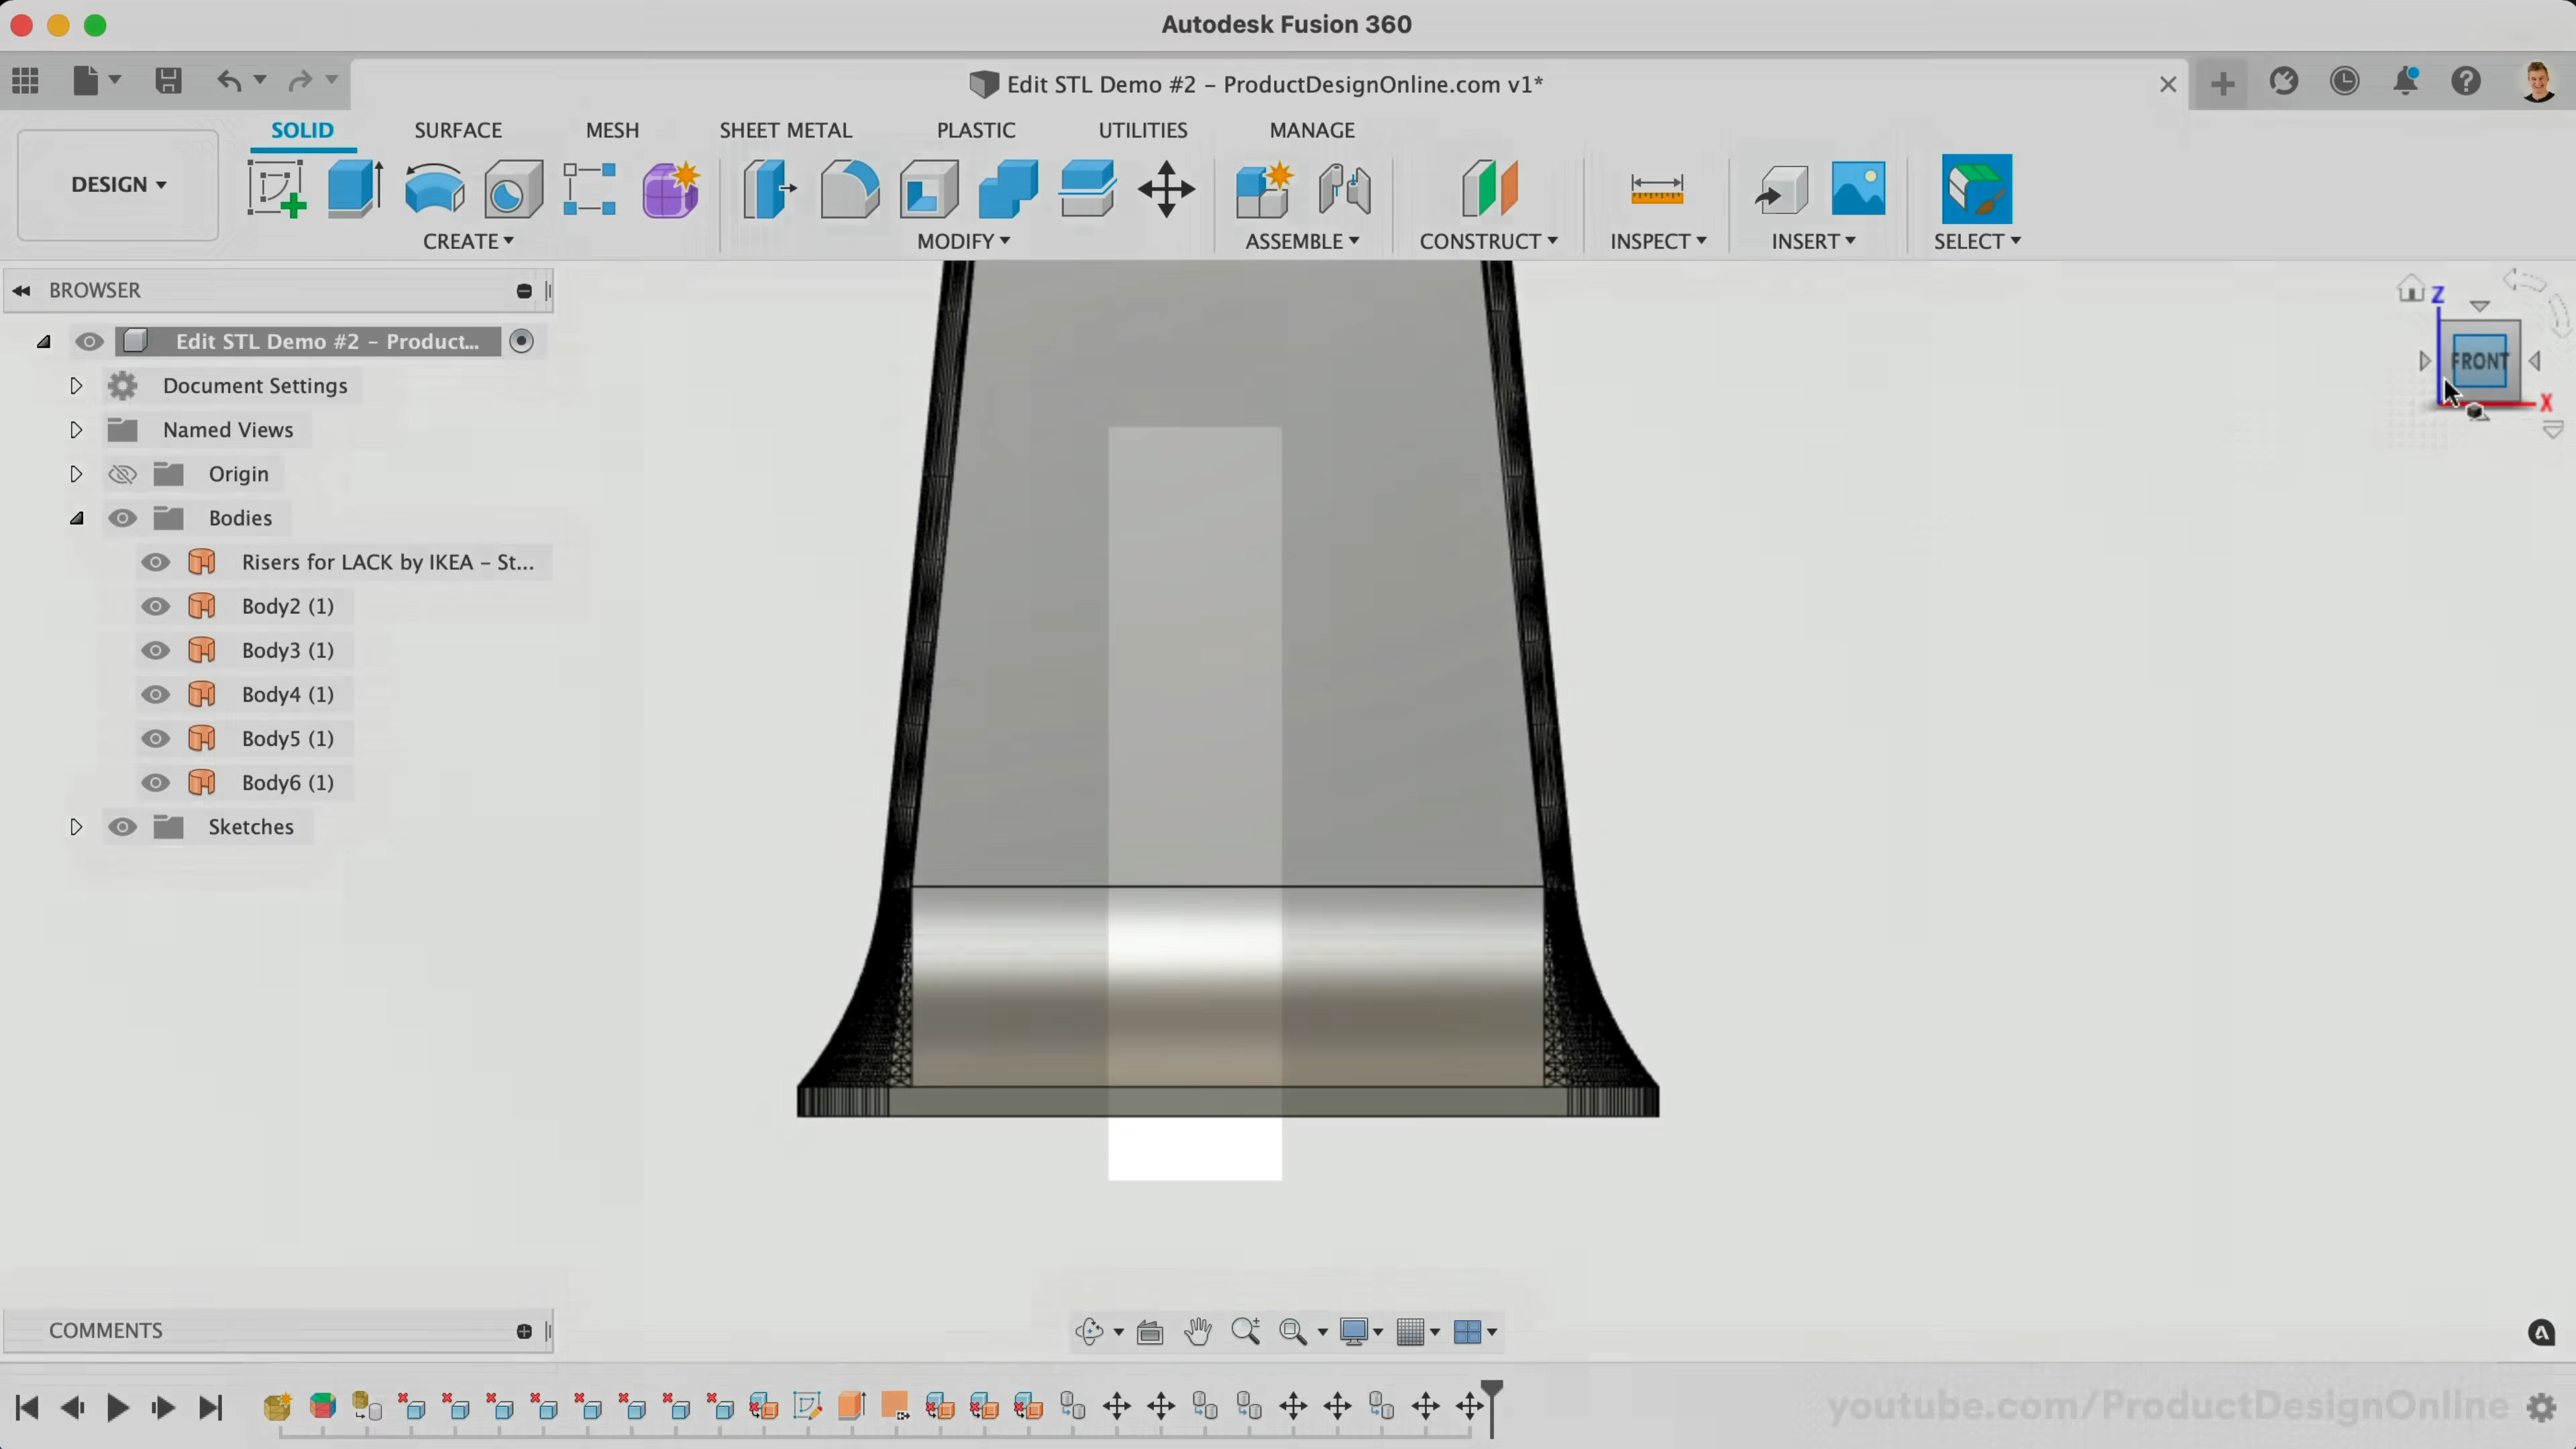 Autodesk Fusion 360
Edit STL Demo #2 – ProductDesignOnline.com v1*
SOLID SURFACE MESH SHEET METAL PLASTIC UTILITIES MANAGE
DESIGN
CREATE MODIFY ASSEMBLE CONSTRUCT INSPECT INSERT SELECT
BROWSER
Edit STL Demo #2 – Product...
Document Settings
Named Views
Origin
Bodies
Risers for LACK by IKEA – St...
Body2 (1)
Body3 (1)
Body4 (1)
Body5 (1)
Body6 (1)
Sketches
Z
FRONT
X
COMMENTS
youtube.com/ProductDesignOnline